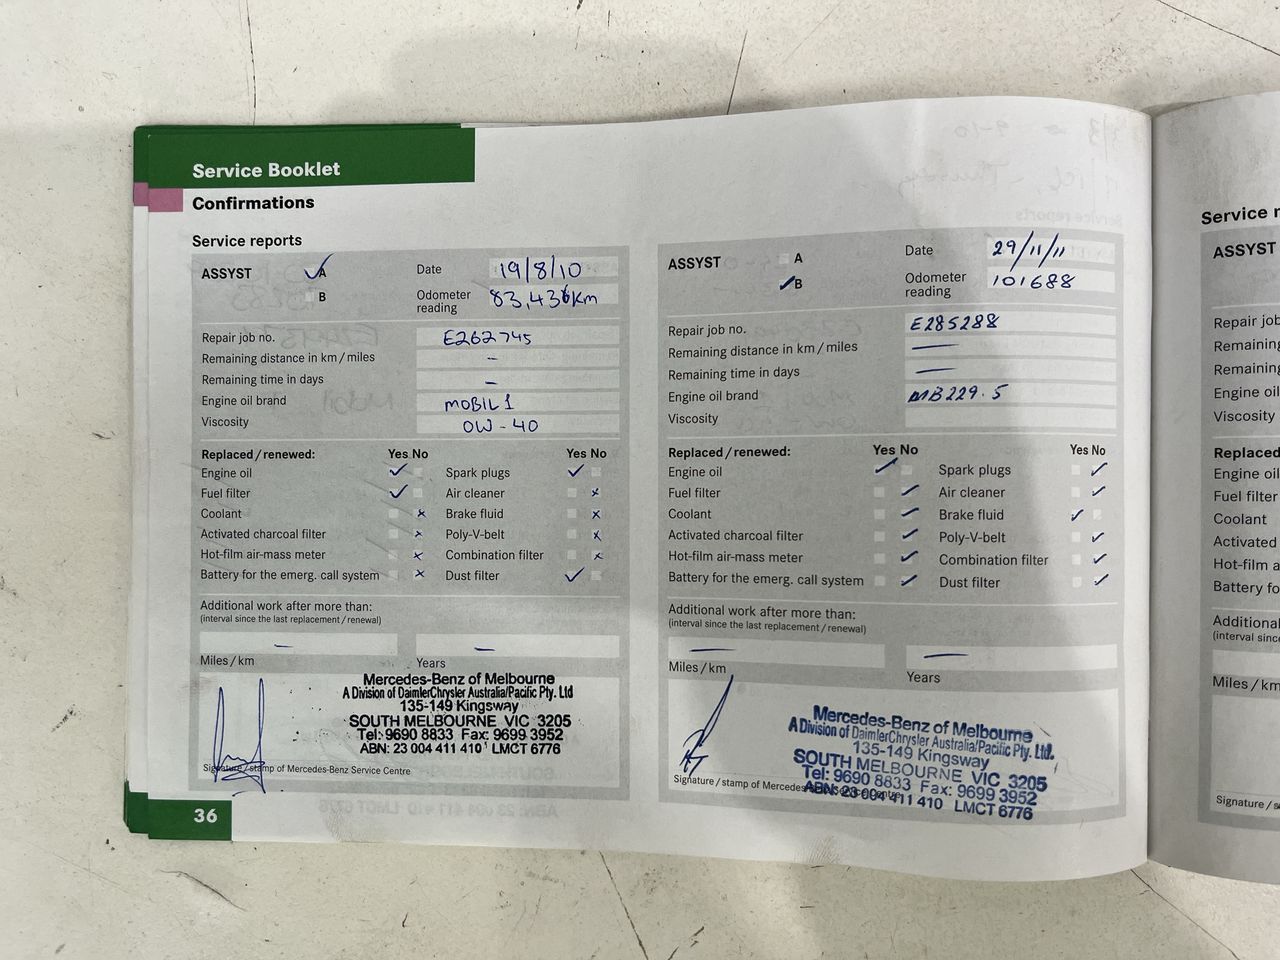 Service Booklet
Confirmations
Service reports
ASSYST A
B
Date 19/8/10
Odometer reading 83,436km
Repair job no. E262745
Remaining distance in km/miles –
Remaining time in days –
Engine oil brand MOBIL 1
Viscosity 0W-40
Replaced/renewed: Yes No Yes No
Engine oil Spark plugs
Fuel filter Air cleaner
Coolant Brake fluid
Activated charcoal filter Poly-V-belt
Hot-film air-mass meter Combination filter
Battery for the emerg. call system Dust filter
Additional work after more than:
(interval since the last replacement/renewal)
– –
Miles/km Years
Mercedes-Benz of Melbourne
A Division of DaimlerChrysler Australia/Pacific Pty. Ltd
135-149 Kingsway
SOUTH MELBOURNE VIC 3205
Tel: 9690 8833 Fax: 9699 3952
ABN: 23 004 411 410 LMCT 6776
Signature/stamp of Mercedes-Benz Service Centre
36
ASSYST A
B
Date 29/11/11
Odometer reading 101688
Repair job no. E285288
Remaining distance in km/miles —
Remaining time in days —
Engine oil brand MB229.5
Viscosity
Replaced/renewed: Yes No Yes No
Engine oil Spark plugs
Fuel filter Air cleaner
Coolant Brake fluid
Activated charcoal filter Poly-V-belt
Hot-film air-mass meter Combination filter
Battery for the emerg. call system Dust filter
Additional work after more than:
(interval since the last replacement/renewal)
— —
Miles/km Years
Mercedes-Benz of Melbourne
A Division of DaimlerChrysler Australia/Pacific Pty. Ltd.
135-149 Kingsway
SOUTH MELBOURNE VIC 3205
Tel: 9690 8833 Fax: 9699 3952
ABN: 23 004 411 410 LMCT 6776
Signature/stamp of Mercedes
Service
ASSYST
Repair job
Remaining
Remaining
Engine oil
Viscosity
Replaced
Engine oil
Fuel filter
Coolant
Activated
Hot-film
Battery fo
Additional
(interval since
Miles/km
Signature